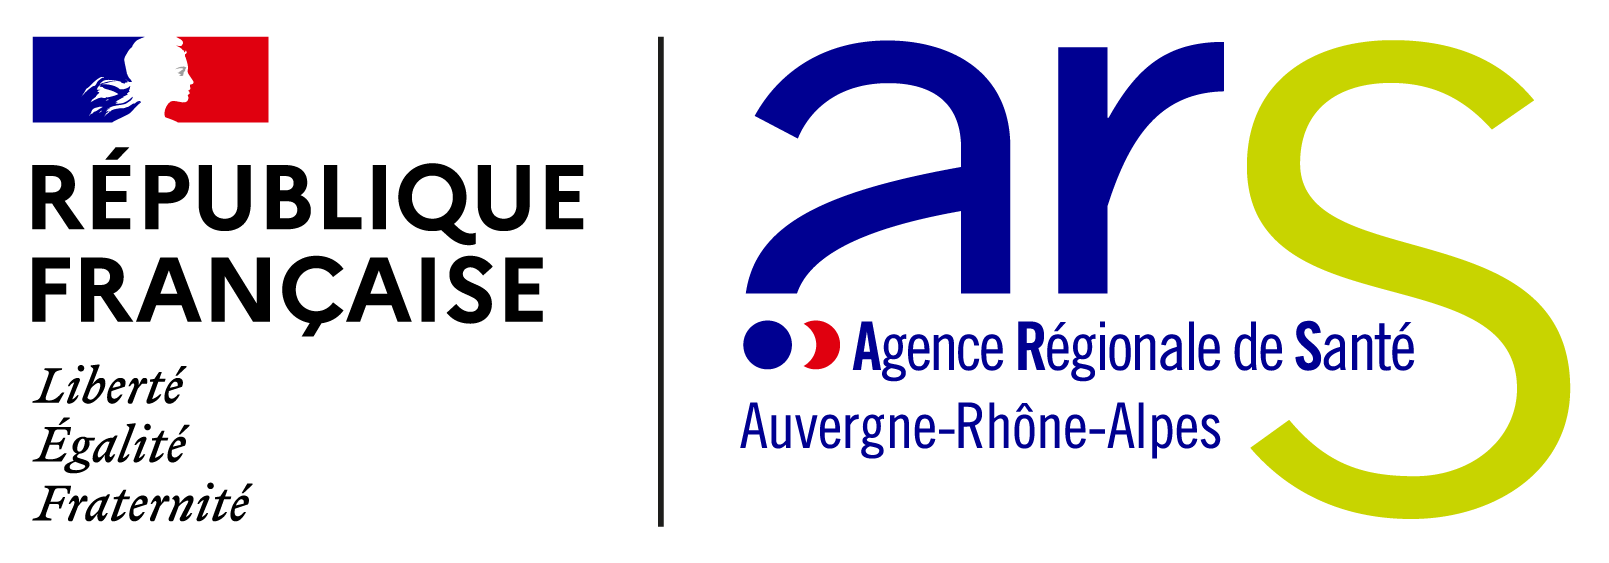 RÉPUBLIQUE
FRANÇAISE
Liberté
Égalité
Fraternité
ars
Agence Régionale de Santé
Auvergne-Rhône-Alpes